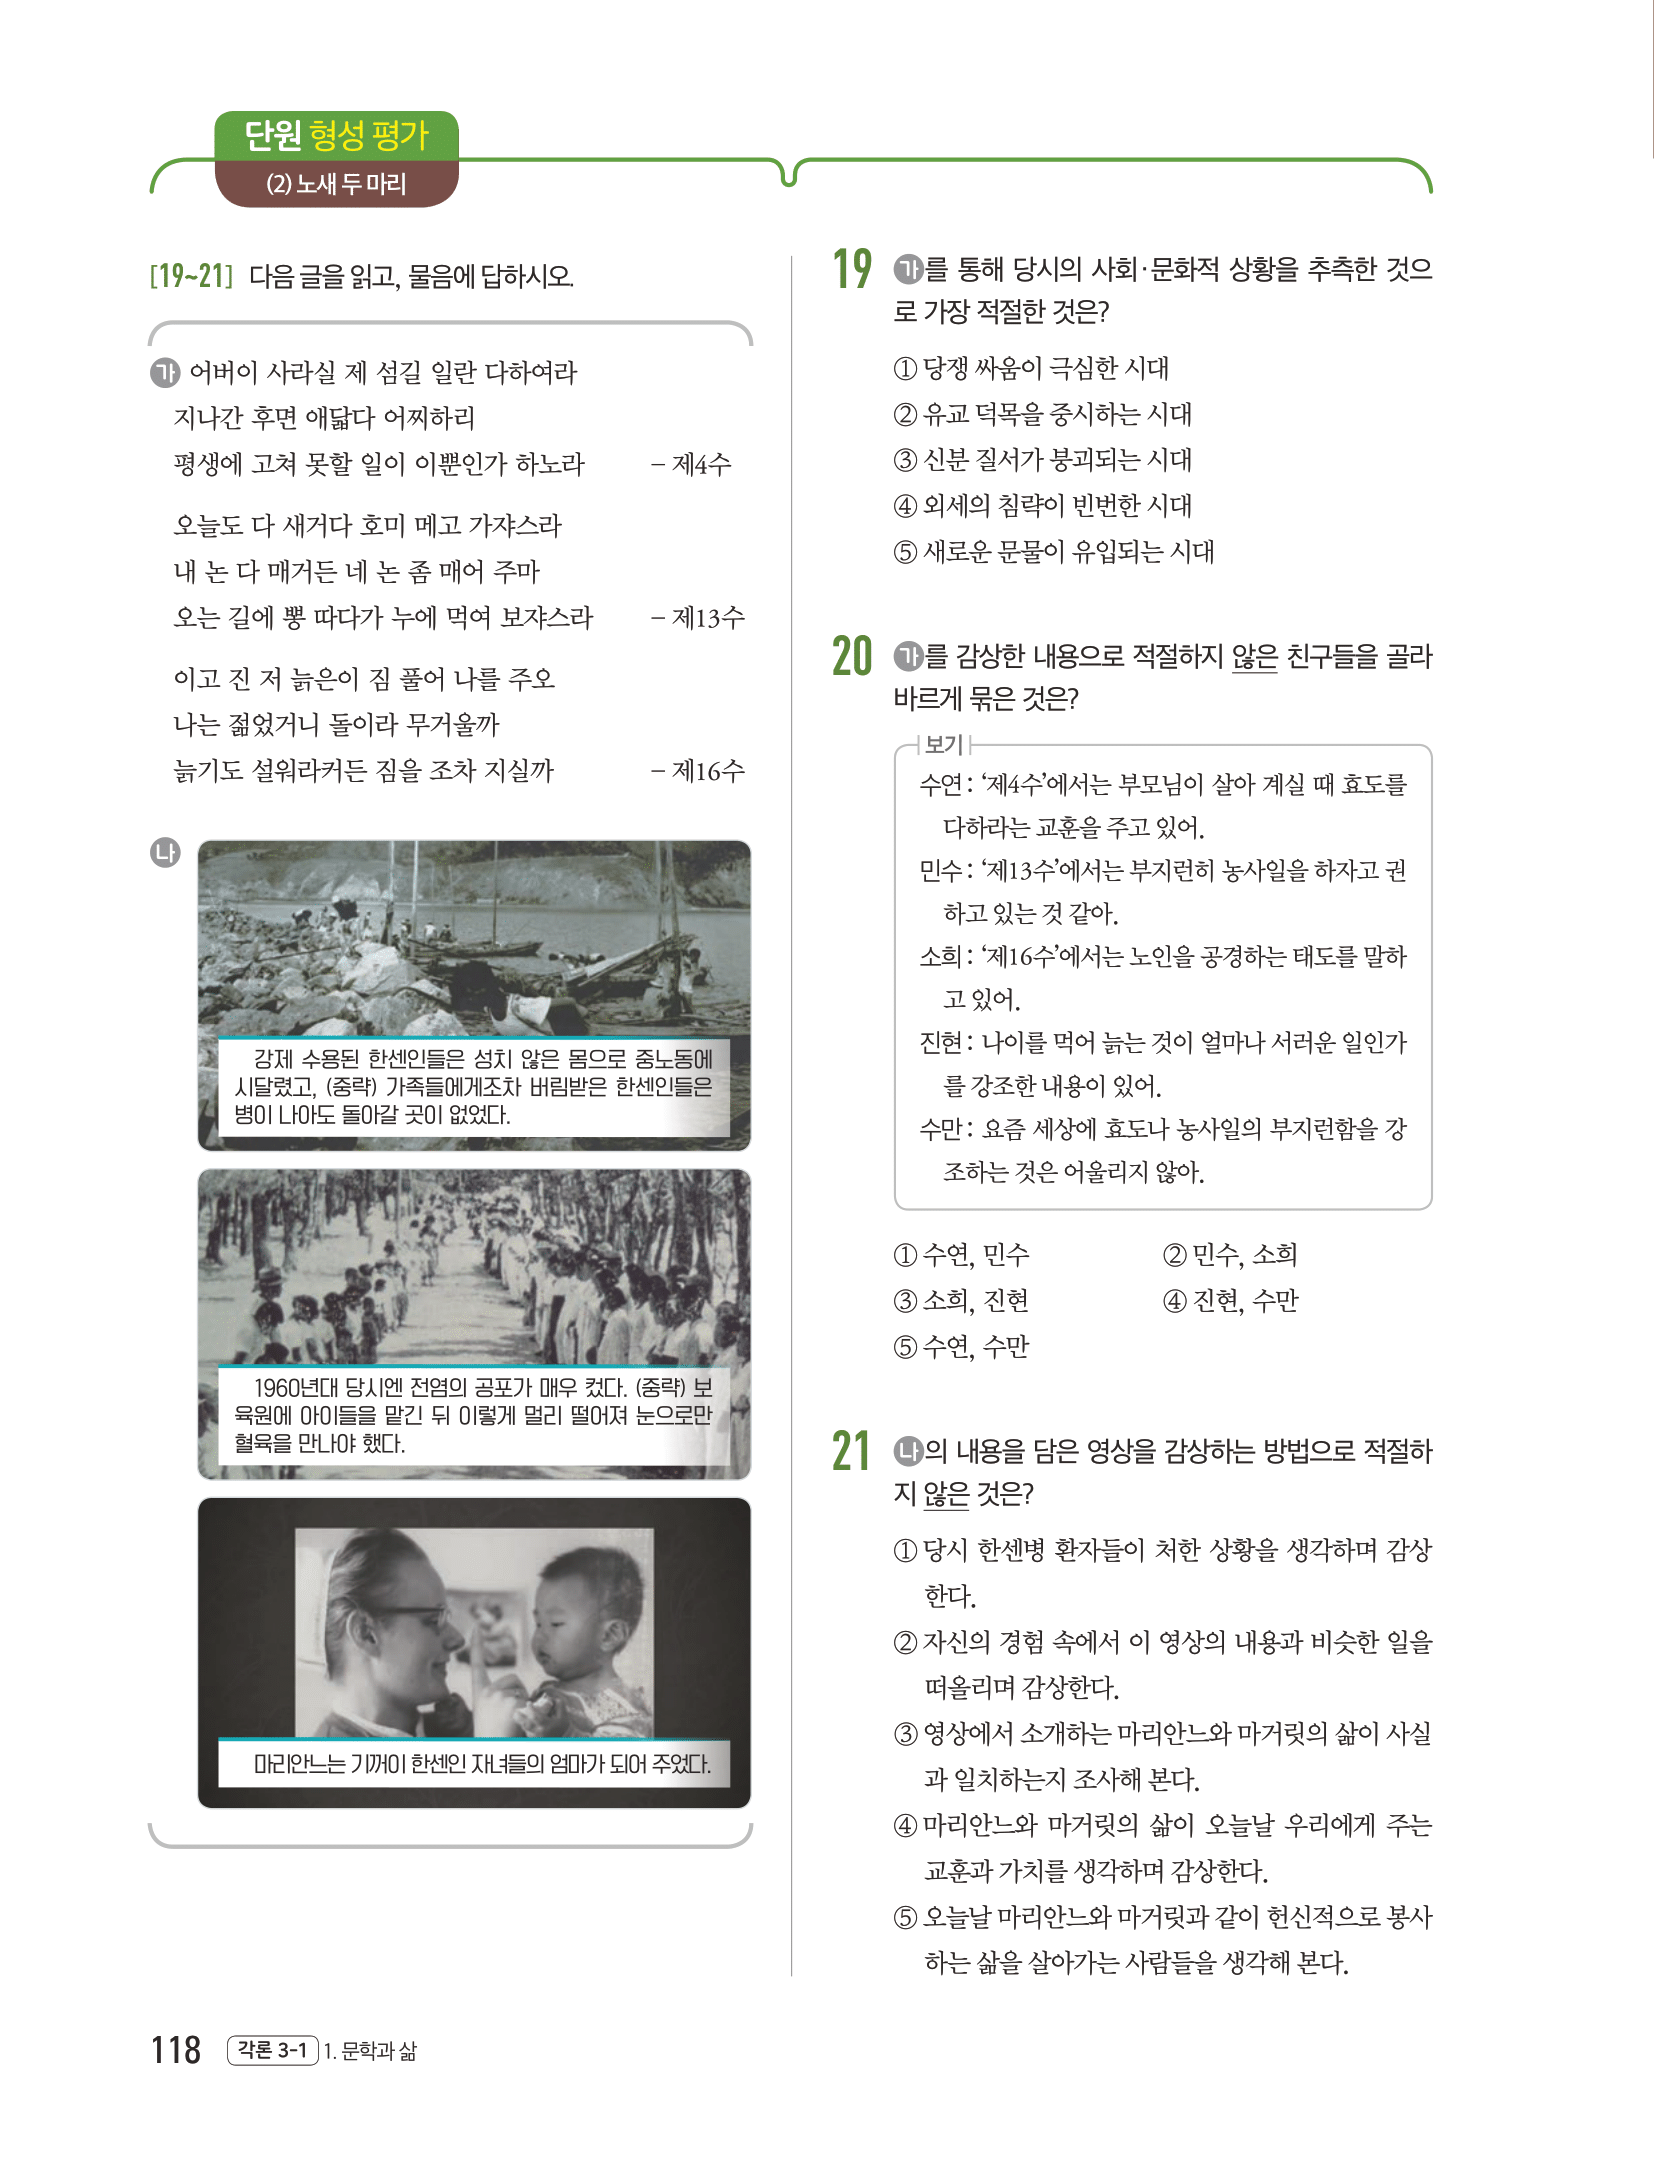 단원 형성 평가
(2) 노새 두 마리
[19~21] 다음 글을 읽고, 물음에 답하시오.
가 어버이 사라실 제 섬길 일란 다하여라
지나간 후면 애닯다 어찌하리
평생에 고쳐 못할 일이 이뿐인가 하노라 - 제4수
오늘도 다 새거다 호미 메고 가쟈스라
내 논 다 매거든 네 논 좀 매어 주마
오는 길에 뽕 따다가 누에 먹여 보쟈스라 - 제13수
이고 진 저 늙은이 짐 풀어 나를 주오
나는 젊었거니 돌이라 무거울까
늙기도 설워라커든 짐을 조차 지실까 - 제16수
나
강제 수용된 한센인들은 성치 않은 몸으로 중노동에
시달렸고, (중략) 가족들에게조차 버림받은 한센인들은
병이 나아도 돌아갈 곳이 없었다.
1960년대 당시엔 전염의 공포가 매우 컸다. (중략) 보
육원에 아이들을 맡긴 뒤 이렇게 멀리 떨어져 눈으로만
혈육을 만나야 했다.
마리안느는 기꺼이 한센인 자녀들의 엄마가 되어 주었다.
19 가를 통해 당시의 사회·문화적 상황을 추측한 것으
로 가장 적절한 것은?
① 당쟁 싸움이 극심한 시대
② 유교 덕목을 중시하는 시대
③ 신분 질서가 붕괴되는 시대
④ 외세의 침략이 빈번한 시대
⑤ 새로운 문물이 유입되는 시대
20 가를 감상한 내용으로 적절하지 않은 친구들을 골라
바르게 묶은 것은?
보기
수연: ‘제4수’에서는 부모님이 살아 계실 때 효도를
다하라는 교훈을 주고 있어.
민수: ‘제13수’에서는 부지런히 농사일을 하자고 권
하고 있는 것 같아.
소희: ‘제16수’에서는 노인을 공경하는 태도를 말하
고 있어.
진현: 나이를 먹어 늙는 것이 얼마나 서러운 일인가
를 강조한 내용이 있어.
수만: 요즘 세상에 효도나 농사일의 부지런함을 강
조하는 것은 어울리지 않아.
① 수연, 민수 ② 민수, 소희
③ 소희, 진현 ④ 진현, 수만
⑤ 수연, 수만
21 나의 내용을 담은 영상을 감상하는 방법으로 적절하
지 않은 것은?
① 당시 한센병 환자들이 처한 상황을 생각하며 감상
한다.
② 자신의 경험 속에서 이 영상의 내용과 비슷한 일을
떠올리며 감상한다.
③ 영상에서 소개하는 마리안느와 마거릿의 삶이 사실
과 일치하는지 조사해 본다.
④ 마리안느와 마거릿의 삶이 오늘날 우리에게 주는
교훈과 가치를 생각하며 감상한다.
⑤ 오늘날 마리안느와 마거릿과 같이 헌신적으로 봉사
하는 삶을 살아가는 사람들을 생각해 본다.
118 각론 3-1 1. 문학과 삶